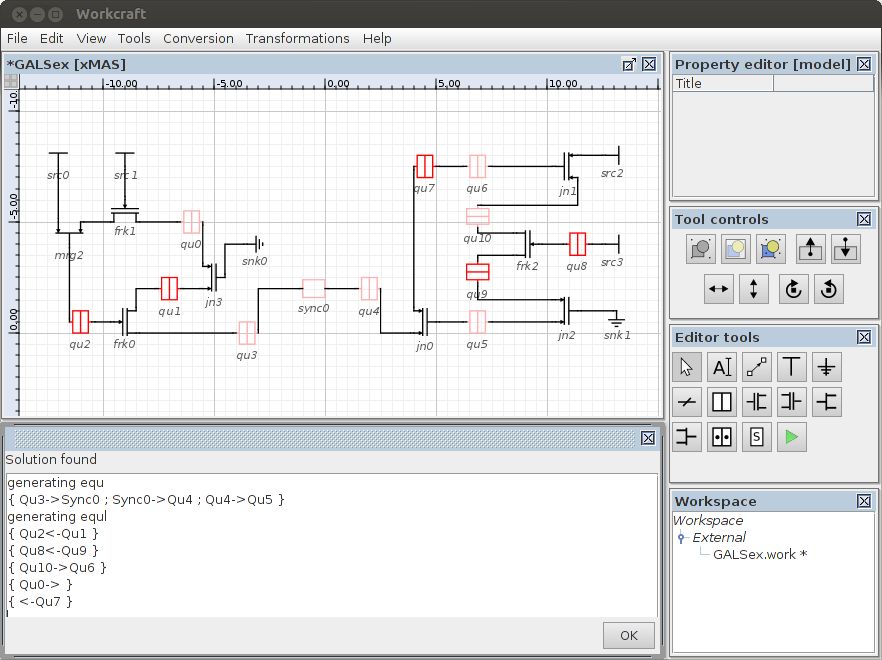 Workcraft
File Edit View Tools Conversion Transformations Help
*GALSex [xMAS]
-10.00 -5.00 0.00 5.00 10.00
-10.
-5.00
0.00
src0 src1
frk1
qu0
mrg2
snk0
qu1
jn3
qu2 frk0
qu3
sync0
qu4
qu7 qu6
jn1
src2
qu10
frk2 qu8 src3
qu9
jn0 qu5 jn2 snk1
Solution found
generating equ
{ Qu3->Sync0 ; Sync0->Qu4 ; Qu4->Qu5 }
generating equl
{ Qu2<-Qu1 }
{ Qu8<-Qu9 }
{ Qu10->Qu6 }
{ Qu0-> }
{ <-Qu7 }
OK
Property editor [model]
Title
Tool controls
Editor tools
A
S
Workspace
Workspace
External
GALSex.work *